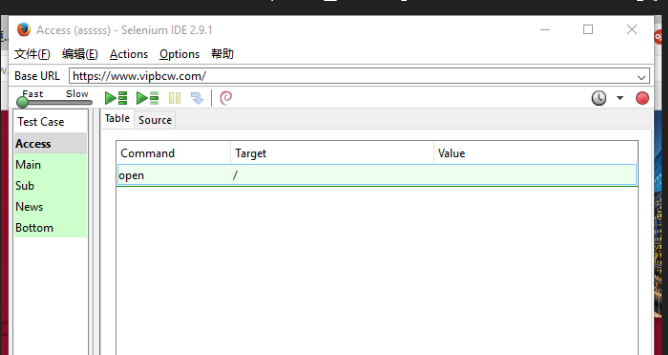 Access (asssss) - Selenium IDE 2.9.1
文件(F) 编辑(E) Actions Options 帮助
Base URL https://www.vipbcw.com/
Fast Slow
Test Case
Table Source
Access
Command Target Value
Main
open /
Sub
News
Bottom